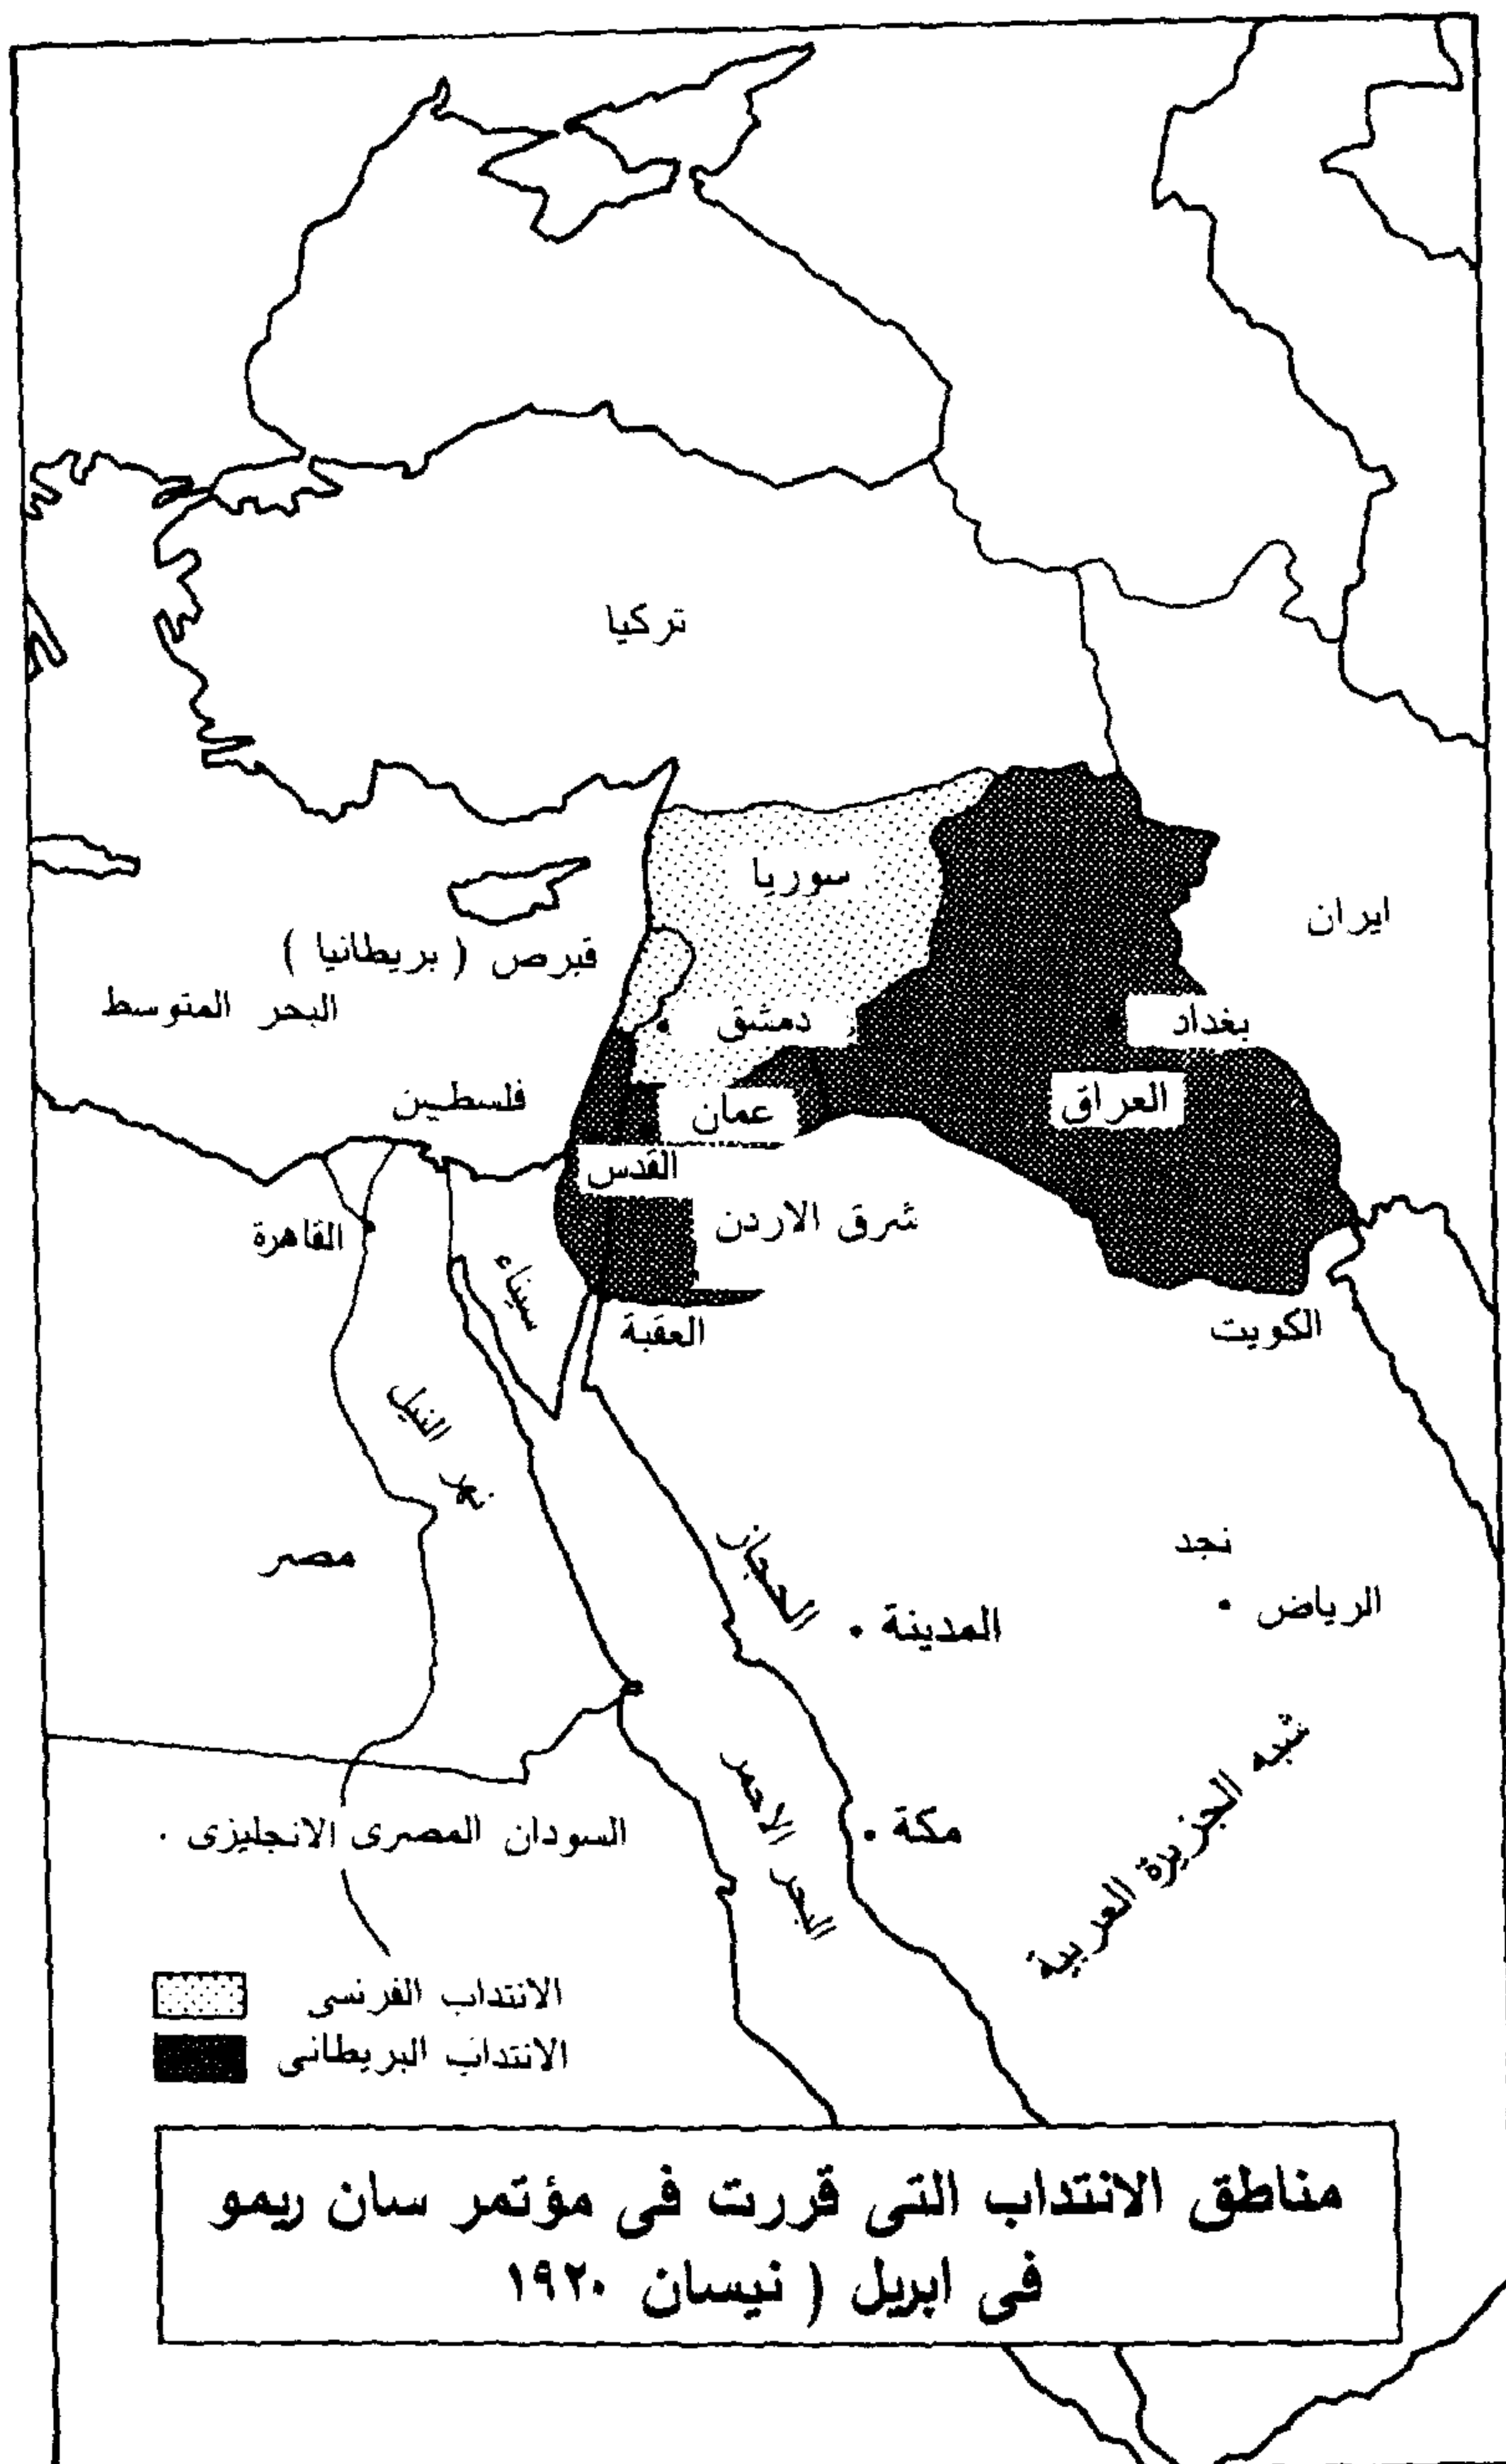 تركيا
سوريا
ايران
قبرص ( بريطانيا )
البحر المتوسط
دمشق
بغداد
فلسطين
عمان
العراق
القدس
شرق الاردن
القاهرة
سيناء
العقبة
الكويت
نهر النيل
نجد
مصر
الحجاز
المدينة
الرياض
شبه الجزيرة العربية
البحر الاحمر
مكة
السودان المصرى الانجليزى .
الانتداب الفرنسى
الانتداب البريطانى
مناطق الانتداب التى قررت فى مؤتمر سان ريمو
فى ابريل ( نيسان ١٩٢٠